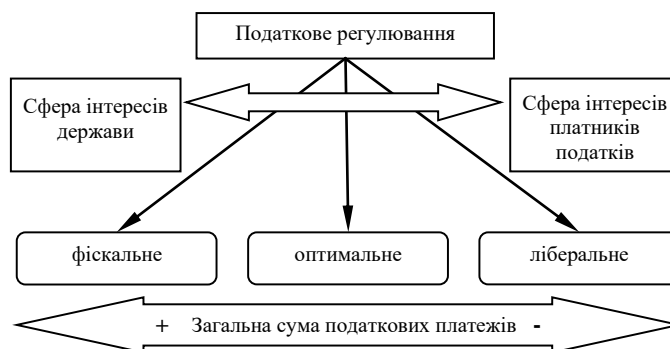 Податкове регулювання
Сфера інтересів
держави
Сфера інтересів
платників
податків
фіскальне
оптимальне
ліберальне
+ Загальна сума податкових платежів -